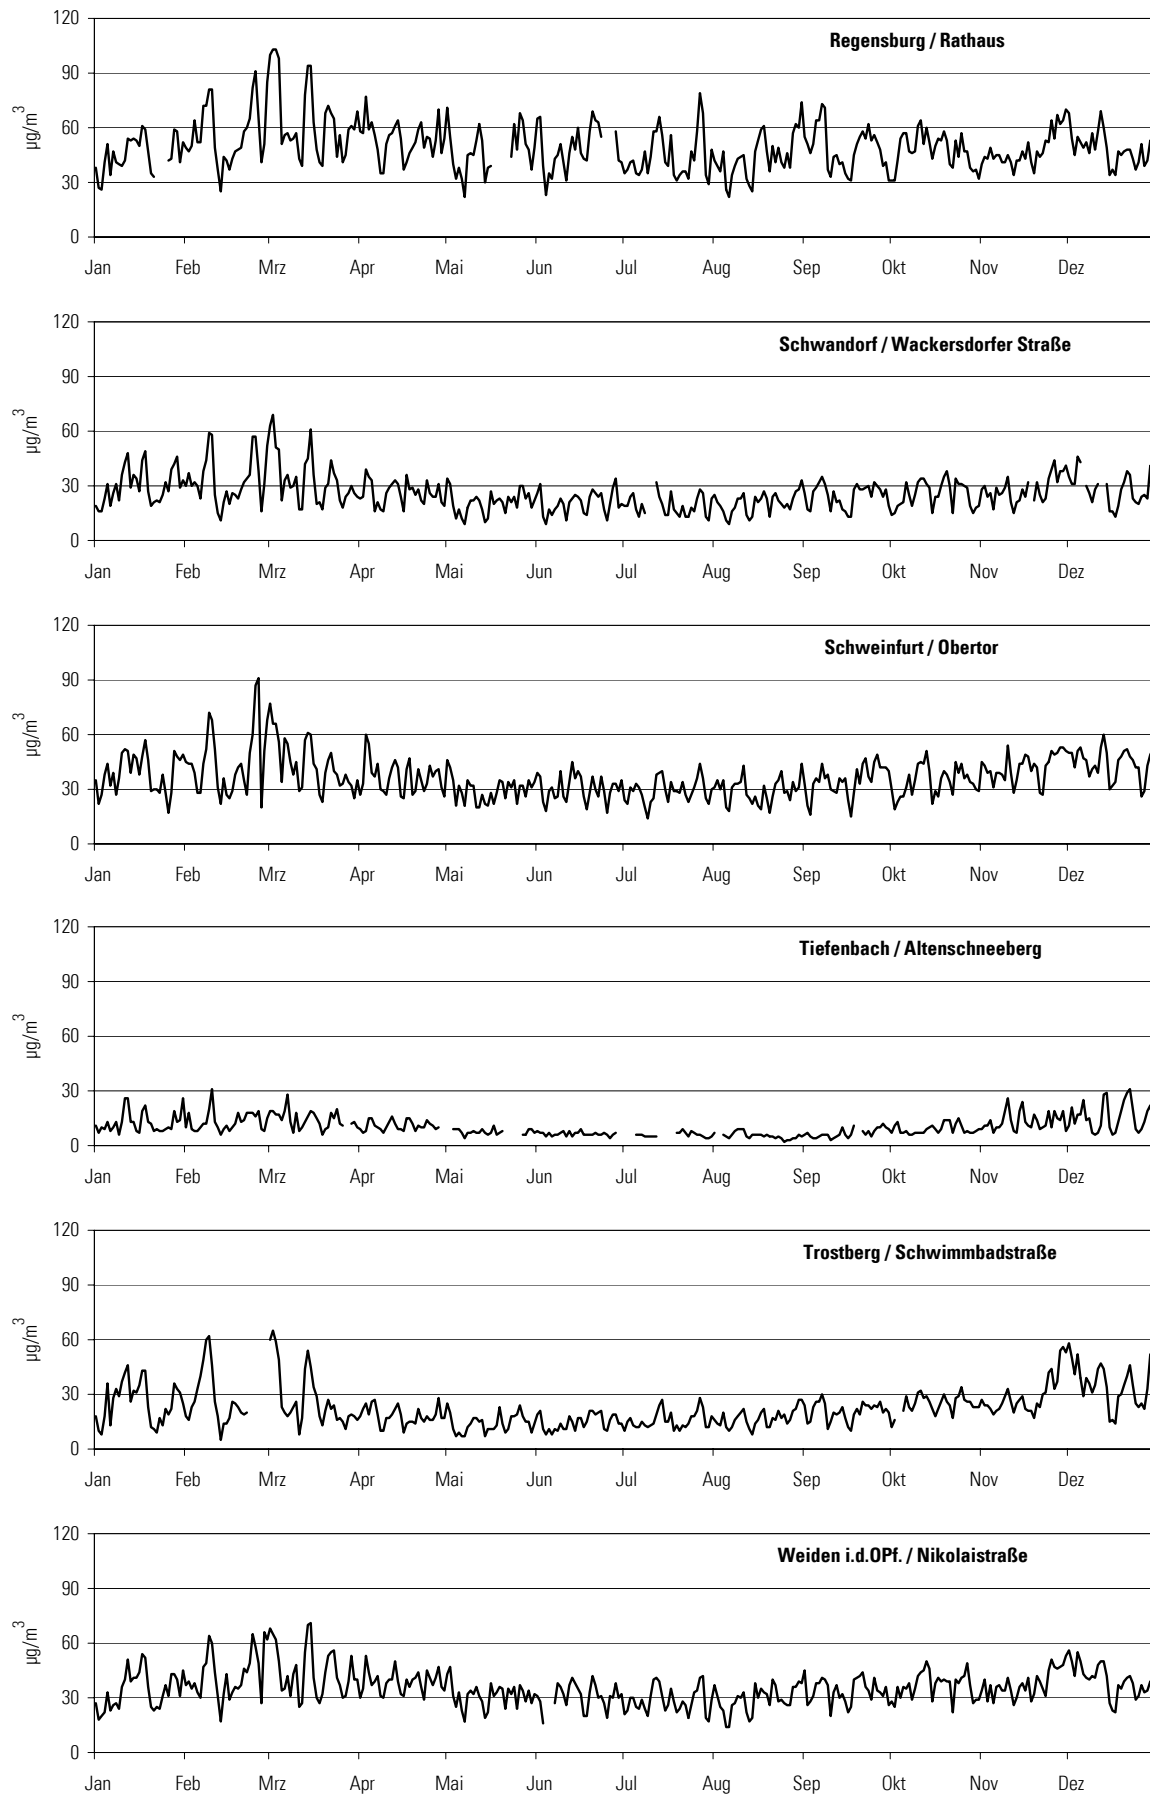 120
Regensburg / Rathaus
90
µg/m³
60
30
0
Jan Feb Mrz Apr Mai Jun Jul Aug Sep Okt Nov Dez
120
Schwandorf / Wackersdorfer Straße
90
µg/m³
60
30
0
Jan Feb Mrz Apr Mai Jun Jul Aug Sep Okt Nov Dez
120
Schweinfurt / Obertor
90
µg/m³
60
30
0
Jan Feb Mrz Apr Mai Jun Jul Aug Sep Okt Nov Dez
120
Tiefenbach / Altenschneeberg
90
µg/m³
60
30
0
Jan Feb Mrz Apr Mai Jun Jul Aug Sep Okt Nov Dez
120
Trostberg / Schwimmbadstraße
90
µg/m³
60
30
0
Jan Feb Mrz Apr Mai Jun Jul Aug Sep Okt Nov Dez
120
Weiden i.d.OPf. / Nikolaistraße
90
µg/m³
60
30
0
Jan Feb Mrz Apr Mai Jun Jul Aug Sep Okt Nov Dez